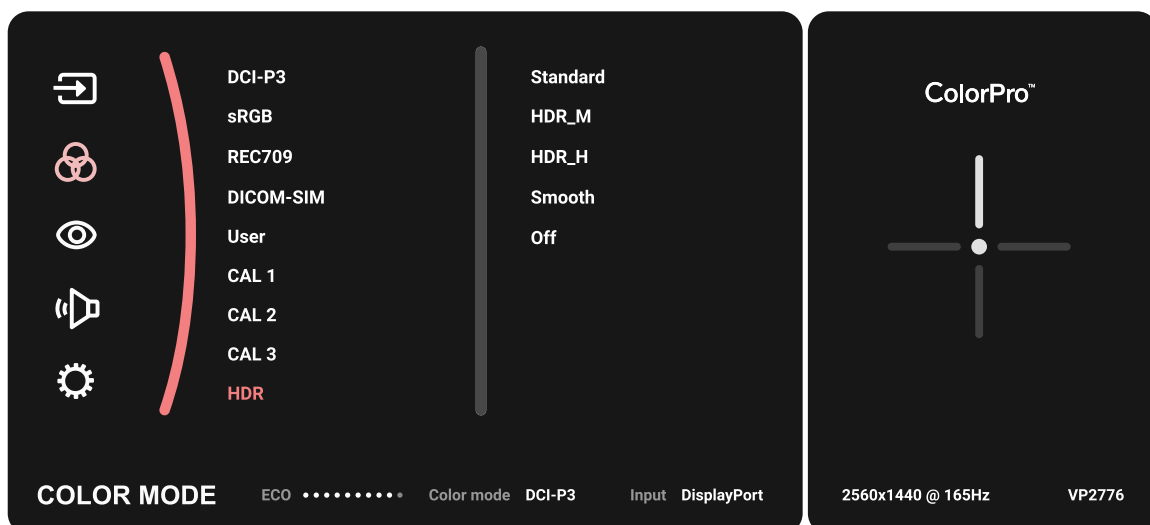 DCI-P3
sRGB
REC709
DICOM-SIM
User
CAL 1
CAL 2
CAL 3
HDR
Standard
HDR_M
HDR_H
Smooth
Off
COLOR MODE
ECO
Color mode DCI-P3
Input DisplayPort
ColorPro™
2560x1440 @ 165Hz
VP2776